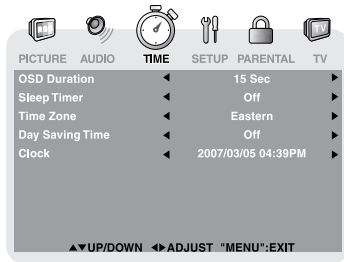 TV
PICTURE AUDIO TIME SETUP PARENTAL TV
OSD Duration ◀ 15 Sec ▶
Sleep Timer ◀ Off ▶
Time Zone ◀ Eastern ▶
Day Saving Time ◀ Off ▶
Clock ◀ 2007/03/05 04:39PM ▶
▲▼UP/DOWN ◀▶ADJUST "MENU":EXIT